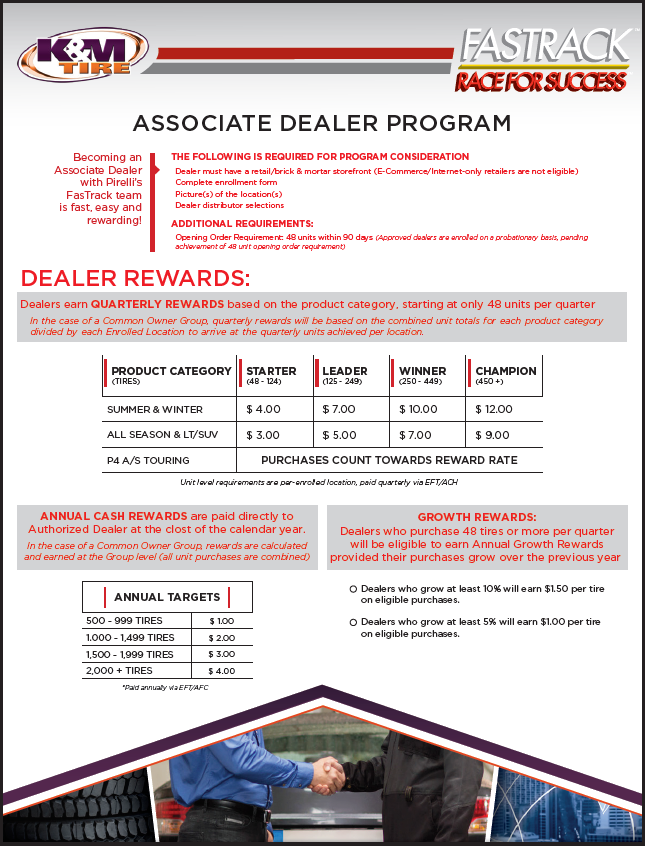 K&M
TIRE
FASTRACK
RACE FOR SUCCESS
ASSOCIATE DEALER PROGRAM
Becoming an
Associate Dealer
with Pirelli's
FasTrack team
is fast, easy and
rewarding!
THE FOLLOWING IS REQUIRED FOR PROGRAM CONSIDERATION
Dealer must have a retail/brick & mortar storefront (E-Commerce/Internet-only retailers are not eligible)
Complete enrollment form
Picture(s) of the location(s)
Dealer distributor selections
ADDITIONAL REQUIREMENTS:
Opening Order Requirement: 48 units within 90 days (Approved dealers are enrolled on a probationary basis, pending
achievement of 48 unit opening order requirement)
DEALER REWARDS:
Dealers earn QUARTERLY REWARDS based on the product category, starting at only 48 units per quarter
In the case of a Common Owner Group, quarterly rewards will be based on the combined unit totals for each product category
divided by each Enrolled Location to arrive at the quarterly units achieved per location.
PRODUCT CATEGORY STARTER LEADER WINNER CHAMPION
(TIRES) (48 - 124) (125 - 249) (250 - 449) (450 +)
SUMMER & WINTER $ 4.00 $ 7.00 $ 10.00 $ 12.00
ALL SEASON & LT/SUV $ 3.00 $ 5.00 $ 7.00 $ 9.00
P4 A/S TOURING PURCHASES COUNT TOWARDS REWARD RATE
Unit level requirements are per-enrolled location, paid quarterly via EFT/ACH
ANNUAL CASH REWARDS are paid directly to
Authorized Dealer at the clost of the calendar year.
In the case of a Common Owner Group, rewards are calculated
and earned at the Group level (all unit purchases are combined)
ANNUAL TARGETS
500 - 999 TIRES $ 1.00
1.000 - 1,499 TIRES $ 2.00
1,500 - 1,999 TIRES $ 3.00
2,000 + TIRES $ 4.00
*Paid annually via EFT/AFC
GROWTH REWARDS:
Dealers who purchase 48 tires or more per quarter
will be eligible to earn Annual Growth Rewards
provided their purchases grow over the previous year
Dealers who grow at least 10% will earn $1.50 per tire
on eligible purchases.
Dealers who grow at least 5% will earn $1.00 per tire
on eligible purchases.